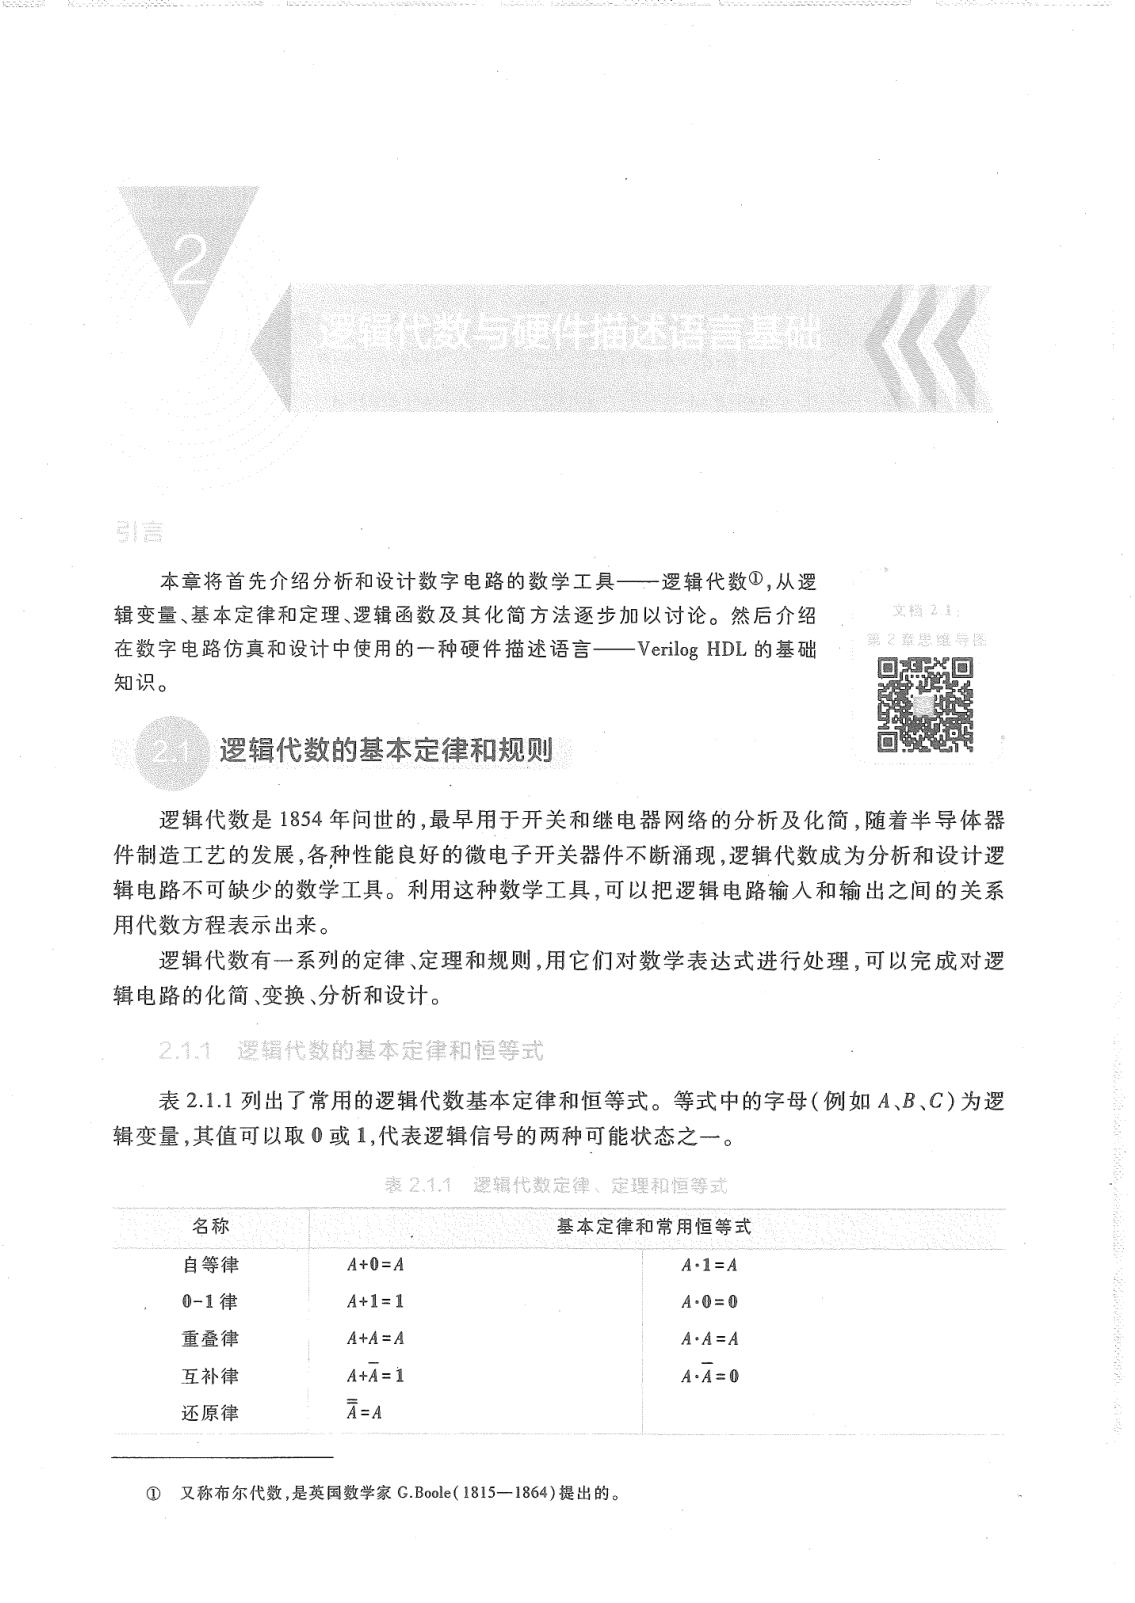 2
逻辑代数与硬件描述语言基础
引言
本章将首先介绍分析和设计数字电路的数学工具——逻辑代数①,从逻
辑变量、基本定律和定理、逻辑函数及其化简方法逐步加以讨论。然后介绍
在数字电路仿真和设计中使用的一种硬件描述语言——Verilog HDL 的基础
知识。
文档 2.1:
第 2 章思维导图
2.1 逻辑代数的基本定律和规则
逻辑代数是 1854 年问世的,最早用于开关和继电器网络的分析及化简,随着半导体器
件制造工艺的发展,各种性能良好的微电子开关器件不断涌现,逻辑代数成为分析和设计逻
辑电路不可缺少的数学工具。利用这种数学工具,可以把逻辑电路输入和输出之间的关系
用代数方程表示出来。
逻辑代数有一系列的定律、定理和规则,用它们对数学表达式进行处理,可以完成对逻
辑电路的化简、变换、分析和设计。
2.1.1 逻辑代数的基本定律和恒等式
表 2.1.1 列出了常用的逻辑代数基本定律和恒等式。等式中的字母(例如 A、B、C)为逻
辑变量,其值可以取 0 或 1,代表逻辑信号的两种可能状态之一。
表 2.1.1 逻辑代数定律、定理和恒等式
名称 基本定律和常用恒等式
自等律 A+0=A A·1=A
0-1 律 A+1=1 A·0=0
重叠律 A+A=A A·A=A
互补律 A+A̅=1 A·A̅=0
还原律 A̿=A
① 又称布尔代数,是英国数学家 G.Boole(1815—1864)提出的。